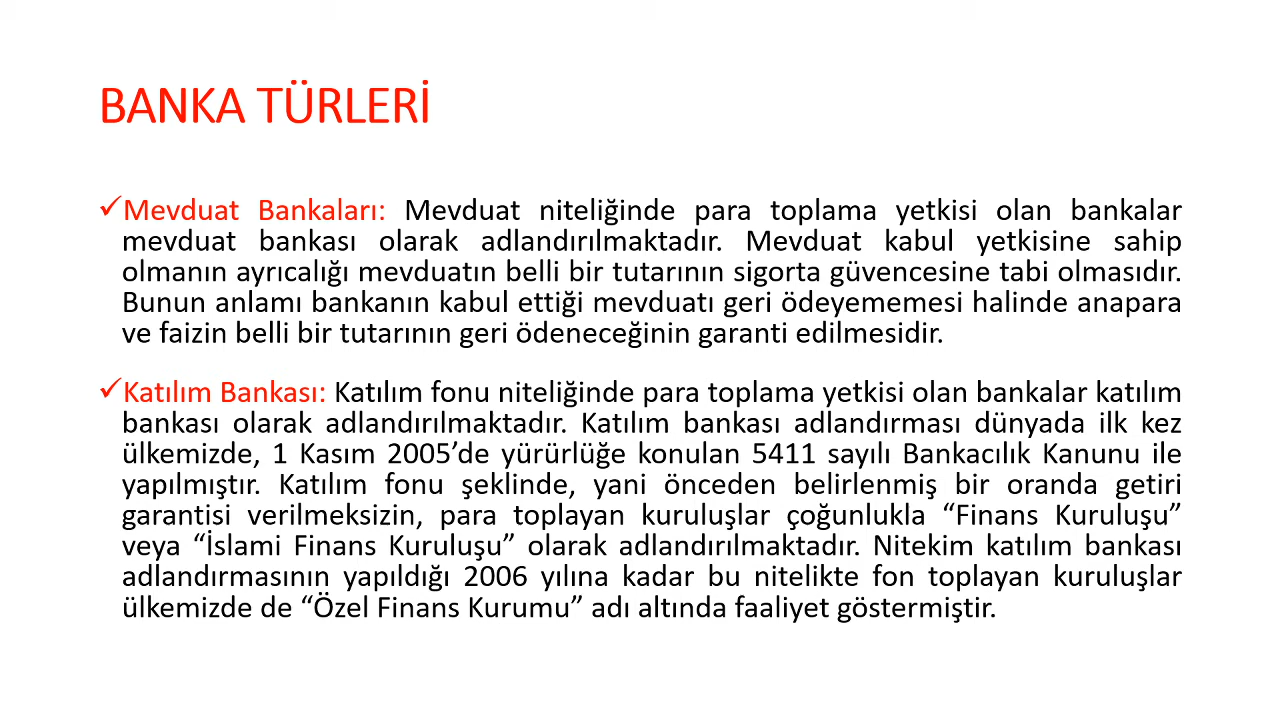 BANKA TÜRLERİ
✓Mevduat Bankaları: Mevduat niteliğinde para toplama yetkisi olan bankalar
mevduat bankası olarak adlandırılmaktadır. Mevduat kabul yetkisine sahip
olmanın ayrıcalığı mevduatın belli bir tutarının sigorta güvencesine tabi olmasıdır.
Bunun anlamı bankanın kabul ettiği mevduatı geri ödeyememesi halinde anapara
ve faizin belli bir tutarının geri ödeneceğinin garanti edilmesidir.
✓Katılım Bankası: Katılım fonu niteliğinde para toplama yetkisi olan bankalar katılım
bankası olarak adlandırılmaktadır. Katılım bankası adlandırması dünyada ilk kez
ülkemizde, 1 Kasım 2005’de yürürlüğe konulan 5411 sayılı Bankacılık Kanunu ile
yapılmıştır. Katılım fonu şeklinde, yani önceden belirlenmiş bir oranda getiri
garantisi verilmeksizin, para toplayan kuruluşlar çoğunlukla “Finans Kuruluşu”
veya “İslami Finans Kuruluşu” olarak adlandırılmaktadır. Nitekim katılım bankası
adlandırmasının yapıldığı 2006 yılına kadar bu nitelikte fon toplayan kuruluşlar
ülkemizde de “Özel Finans Kurumu” adı altında faaliyet göstermiştir.